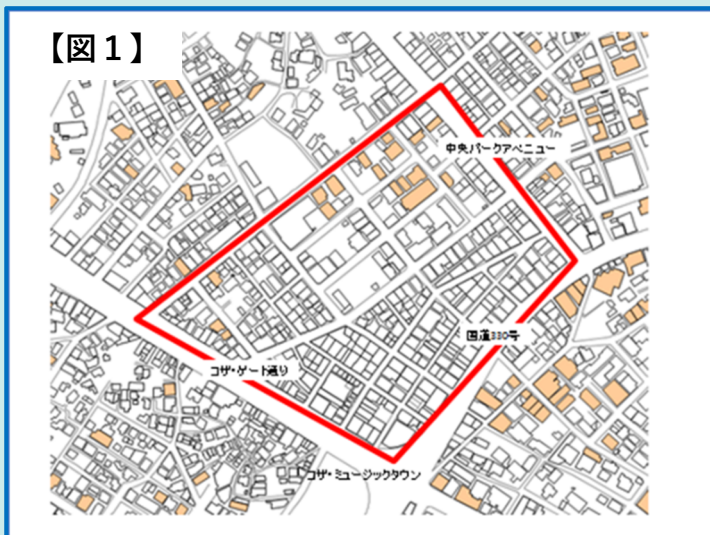 【図１】
中央パークアベニュー
国道330号
コザ・ゲート通り
コザ・ミュージックタウン